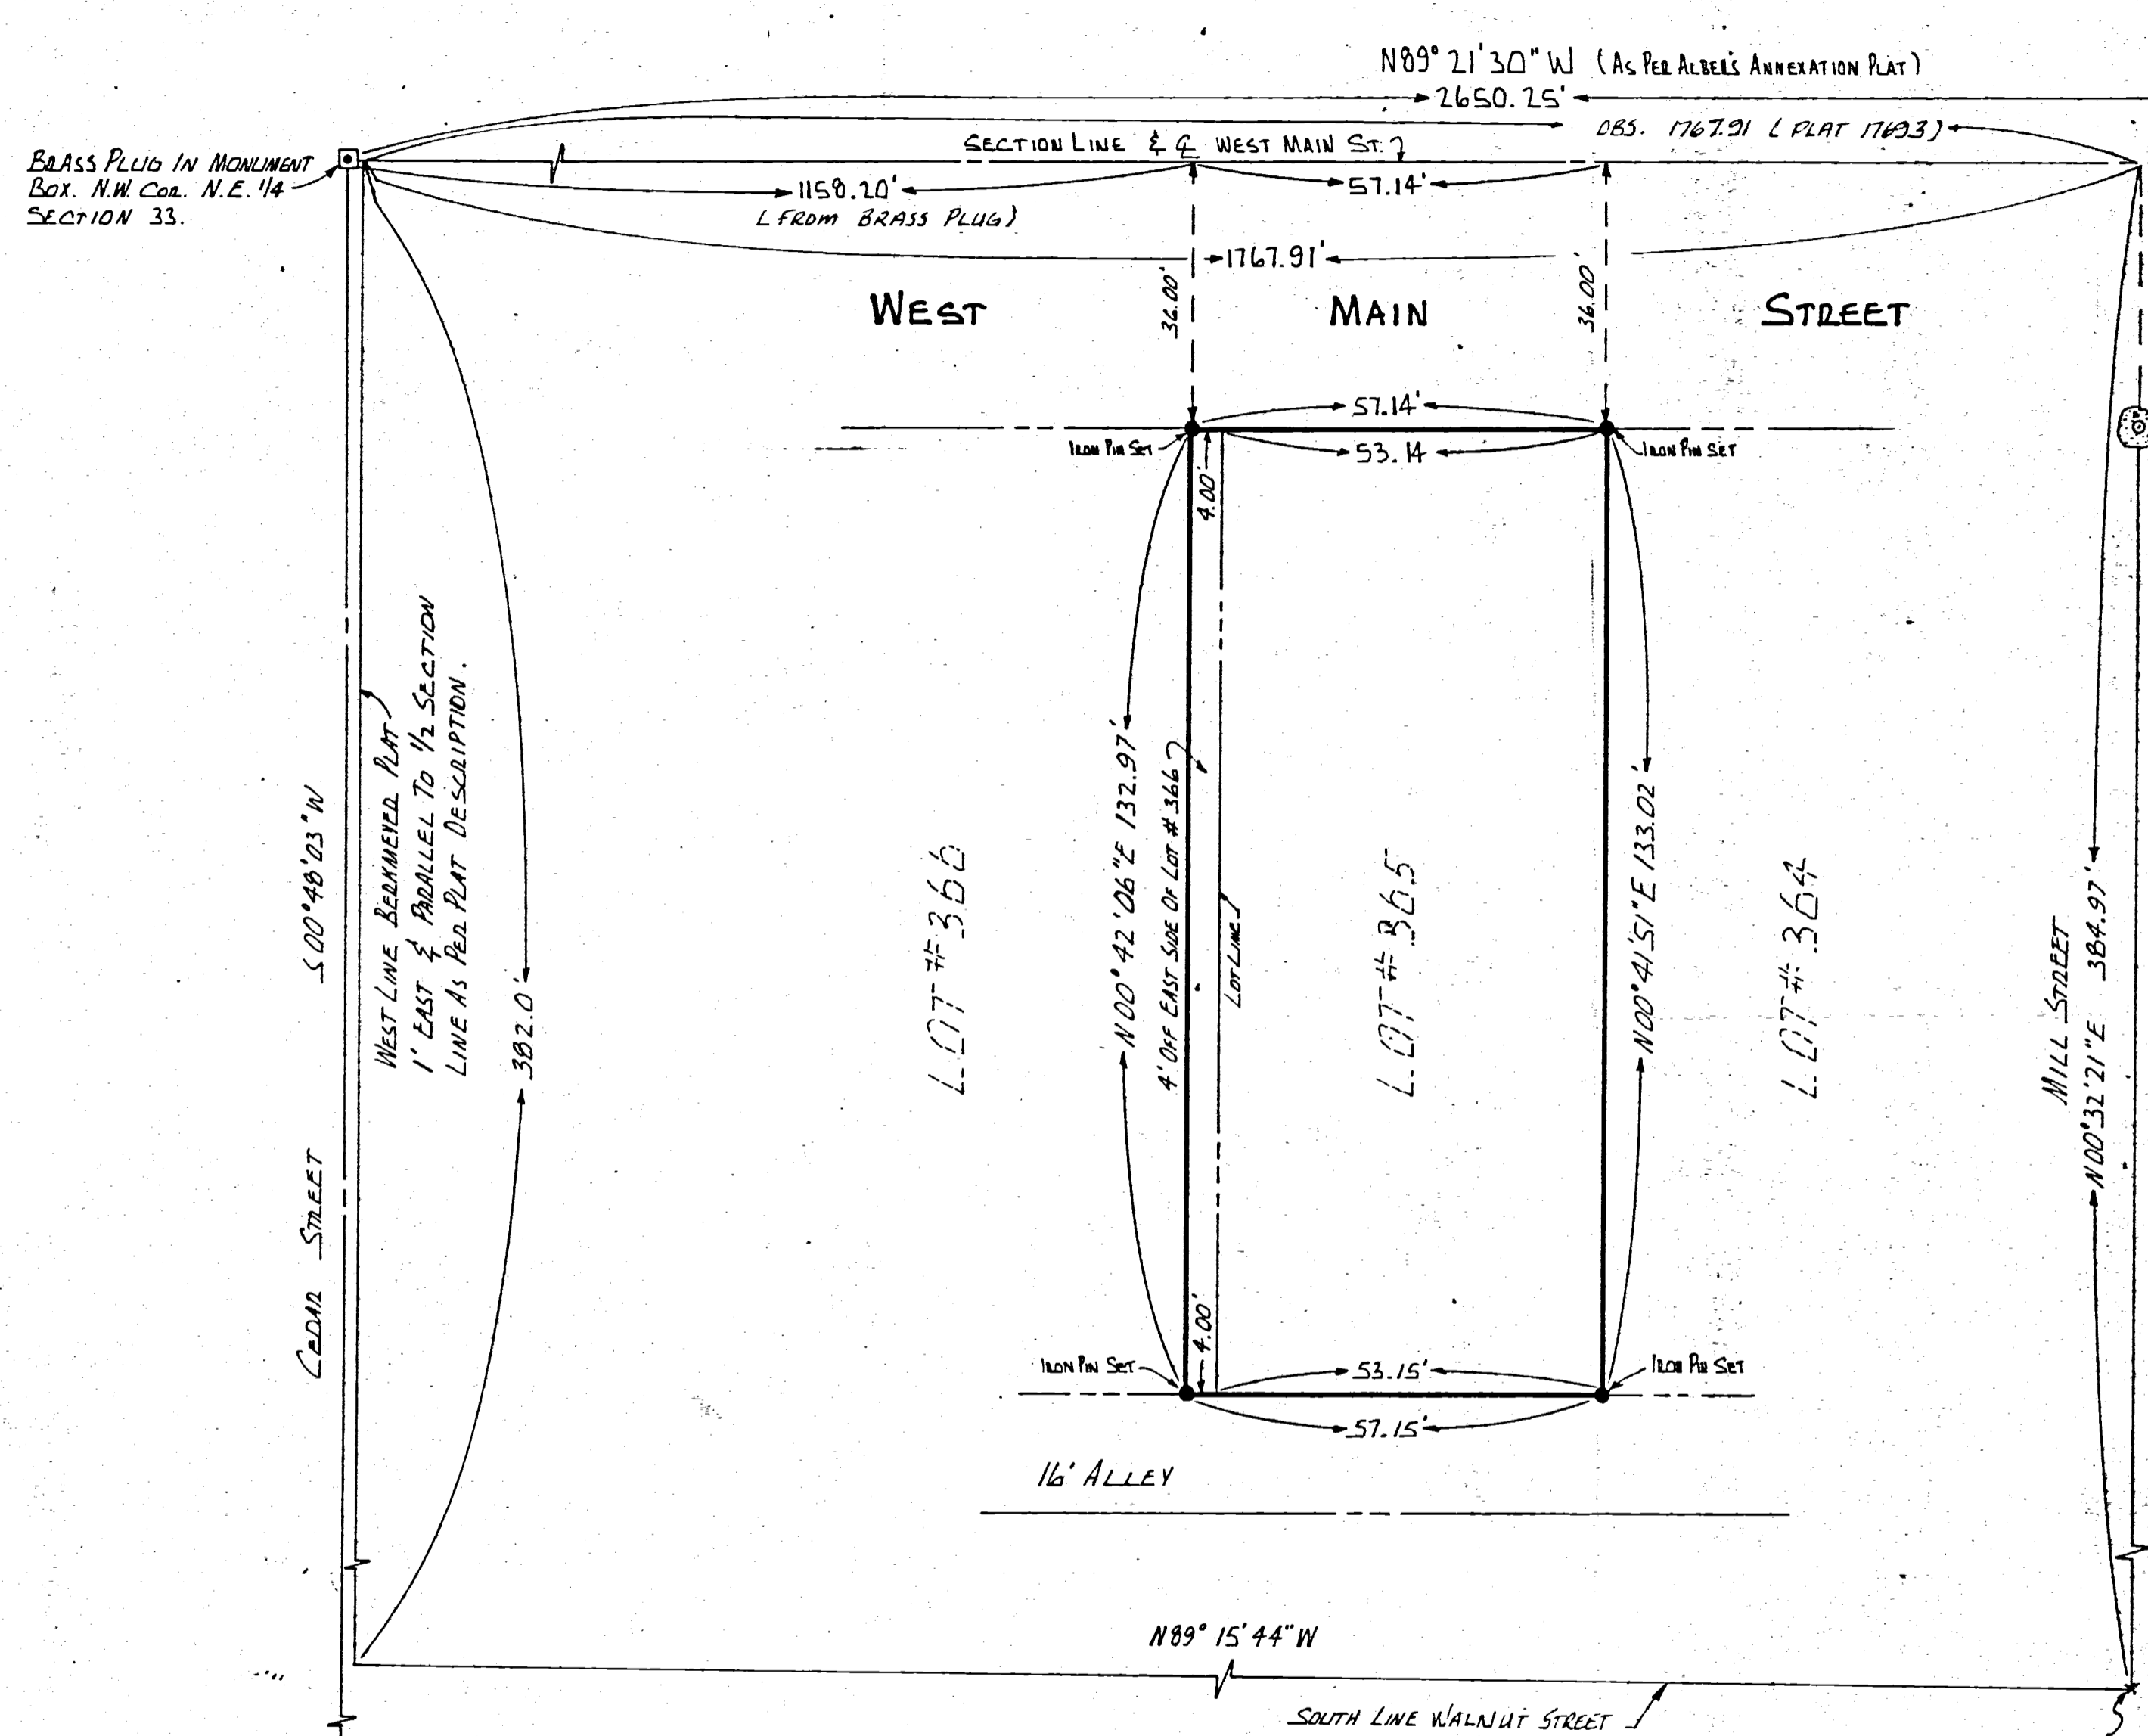 N89° 21' 30" W (AS PER ALBER'S ANNEXATION PLAT)
2650.25'
OBS. 1767.91 (PLAT 1769.3)
SECTION LINE & ℄ WEST MAIN ST.
BRASS PLUG IN MONUMENT
BOX. N.W. COR. N.E. 1/4
SECTION 33.
1158.20'
(FROM BRASS PLUG)
57.14'
1767.91'
36.00'
36.00'
WEST MAIN STREET
57.14'
IRON PIN SET
53.14
IRON PIN SET
4.00'
WEST LINE BERKMEYER PLAT
1' EAST & PARALLEL TO 1/2 SECTION
LINE AS PER PLAT DESCRIPTION.
S00°48'03"W
CEDAR STREET
382.0'
LOT #366
N00°42'06"E 132.97'
4' OFF EAST SIDE OF LOT #366
LOT LINE
LOT #365
N00°41'51"E 133.02'
LOT #364
MILL STREET
N00°32'21"E 384.97'
4.00'
IRON PIN SET
53.15'
IRON PIN SET
57.15'
16' ALLEY
N89° 15' 44" W
SOUTH LINE WALNUT STREET